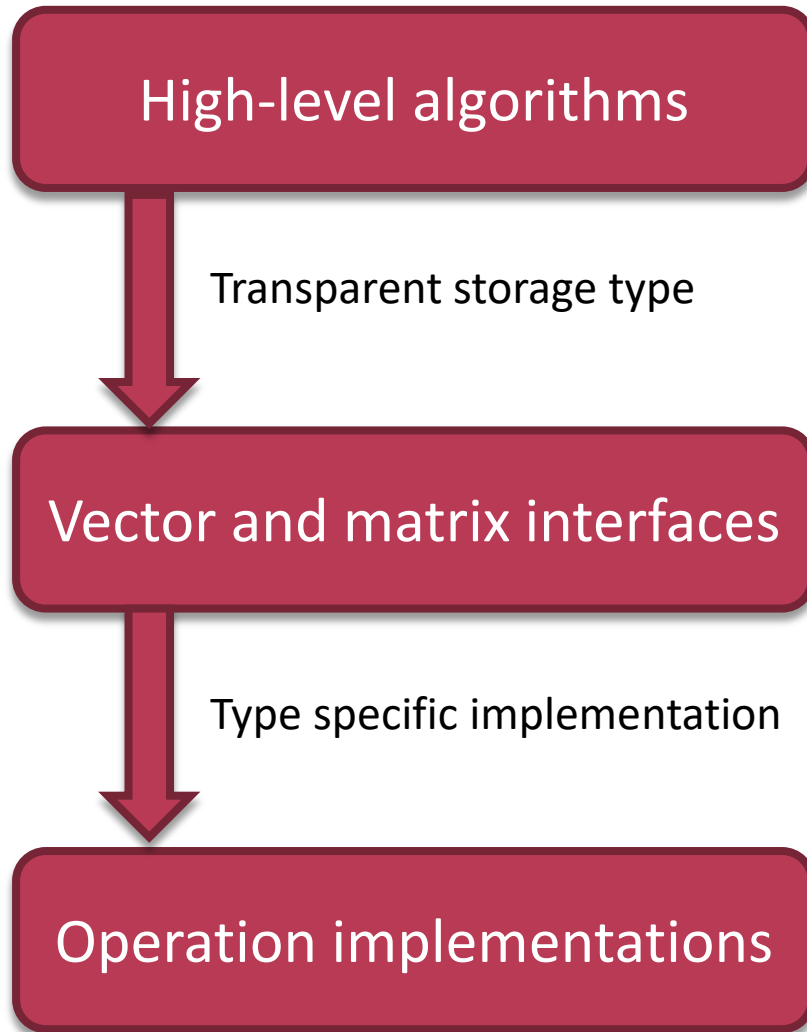 High-level algorithms
Transparent storage type
Vector and matrix interfaces
Type specific implementation
Operation implementations